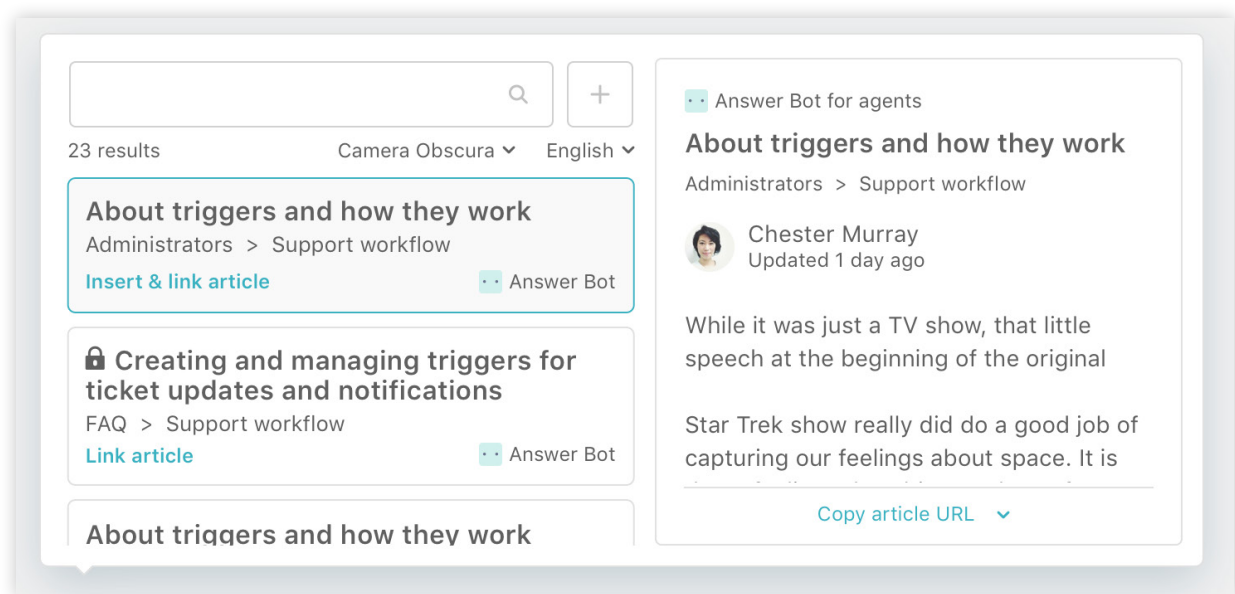 23 results
Camera Obscura
English
About triggers and how they work
Administrators > Support workflow
Insert & link article
Answer Bot
Creating and managing triggers for
ticket updates and notifications
FAQ > Support workflow
Link article
Answer Bot
About triggers and how they work
Answer Bot for agents
About triggers and how they work
Administrators > Support workflow
Chester Murray
Updated 1 day ago
While it was just a TV show, that little
speech at the beginning of the original
Star Trek show really did do a good job of
capturing our feelings about space. It is
Copy article URL